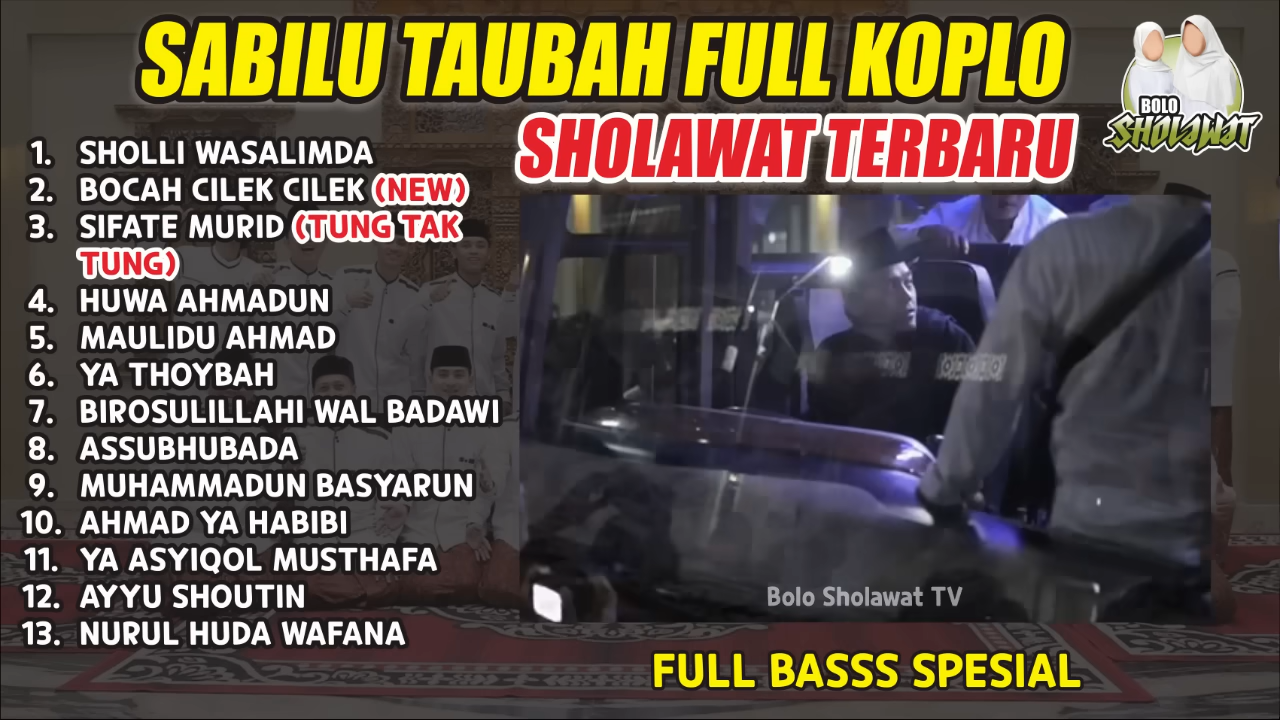 SABILU TAUBAH FULL KOPLO
SHOLAWAT TERBARU
BOLO
SHOLAWAT
1. SHOLLI WASALIMDA
2. BOCAH CILEK CILEK (NEW)
3. SIFATE MURID (TUNG TAK
TUNG)
4. HUWA AHMADUN
5. MAULIDU AHMAD
6. YA THOYBAH
7. BIROSULILLAHI WAL BADAWI
8. ASSUBHUBADA
9. MUHAMMADUN BASYARUN
10. AHMAD YA HABIBI
11. YA ASYIQOL MUSTHAFA
12. AYYU SHOUTIN
13. NURUL HUDA WAFANA
Bolo Sholawat TV
FULL BASSS SPESIAL